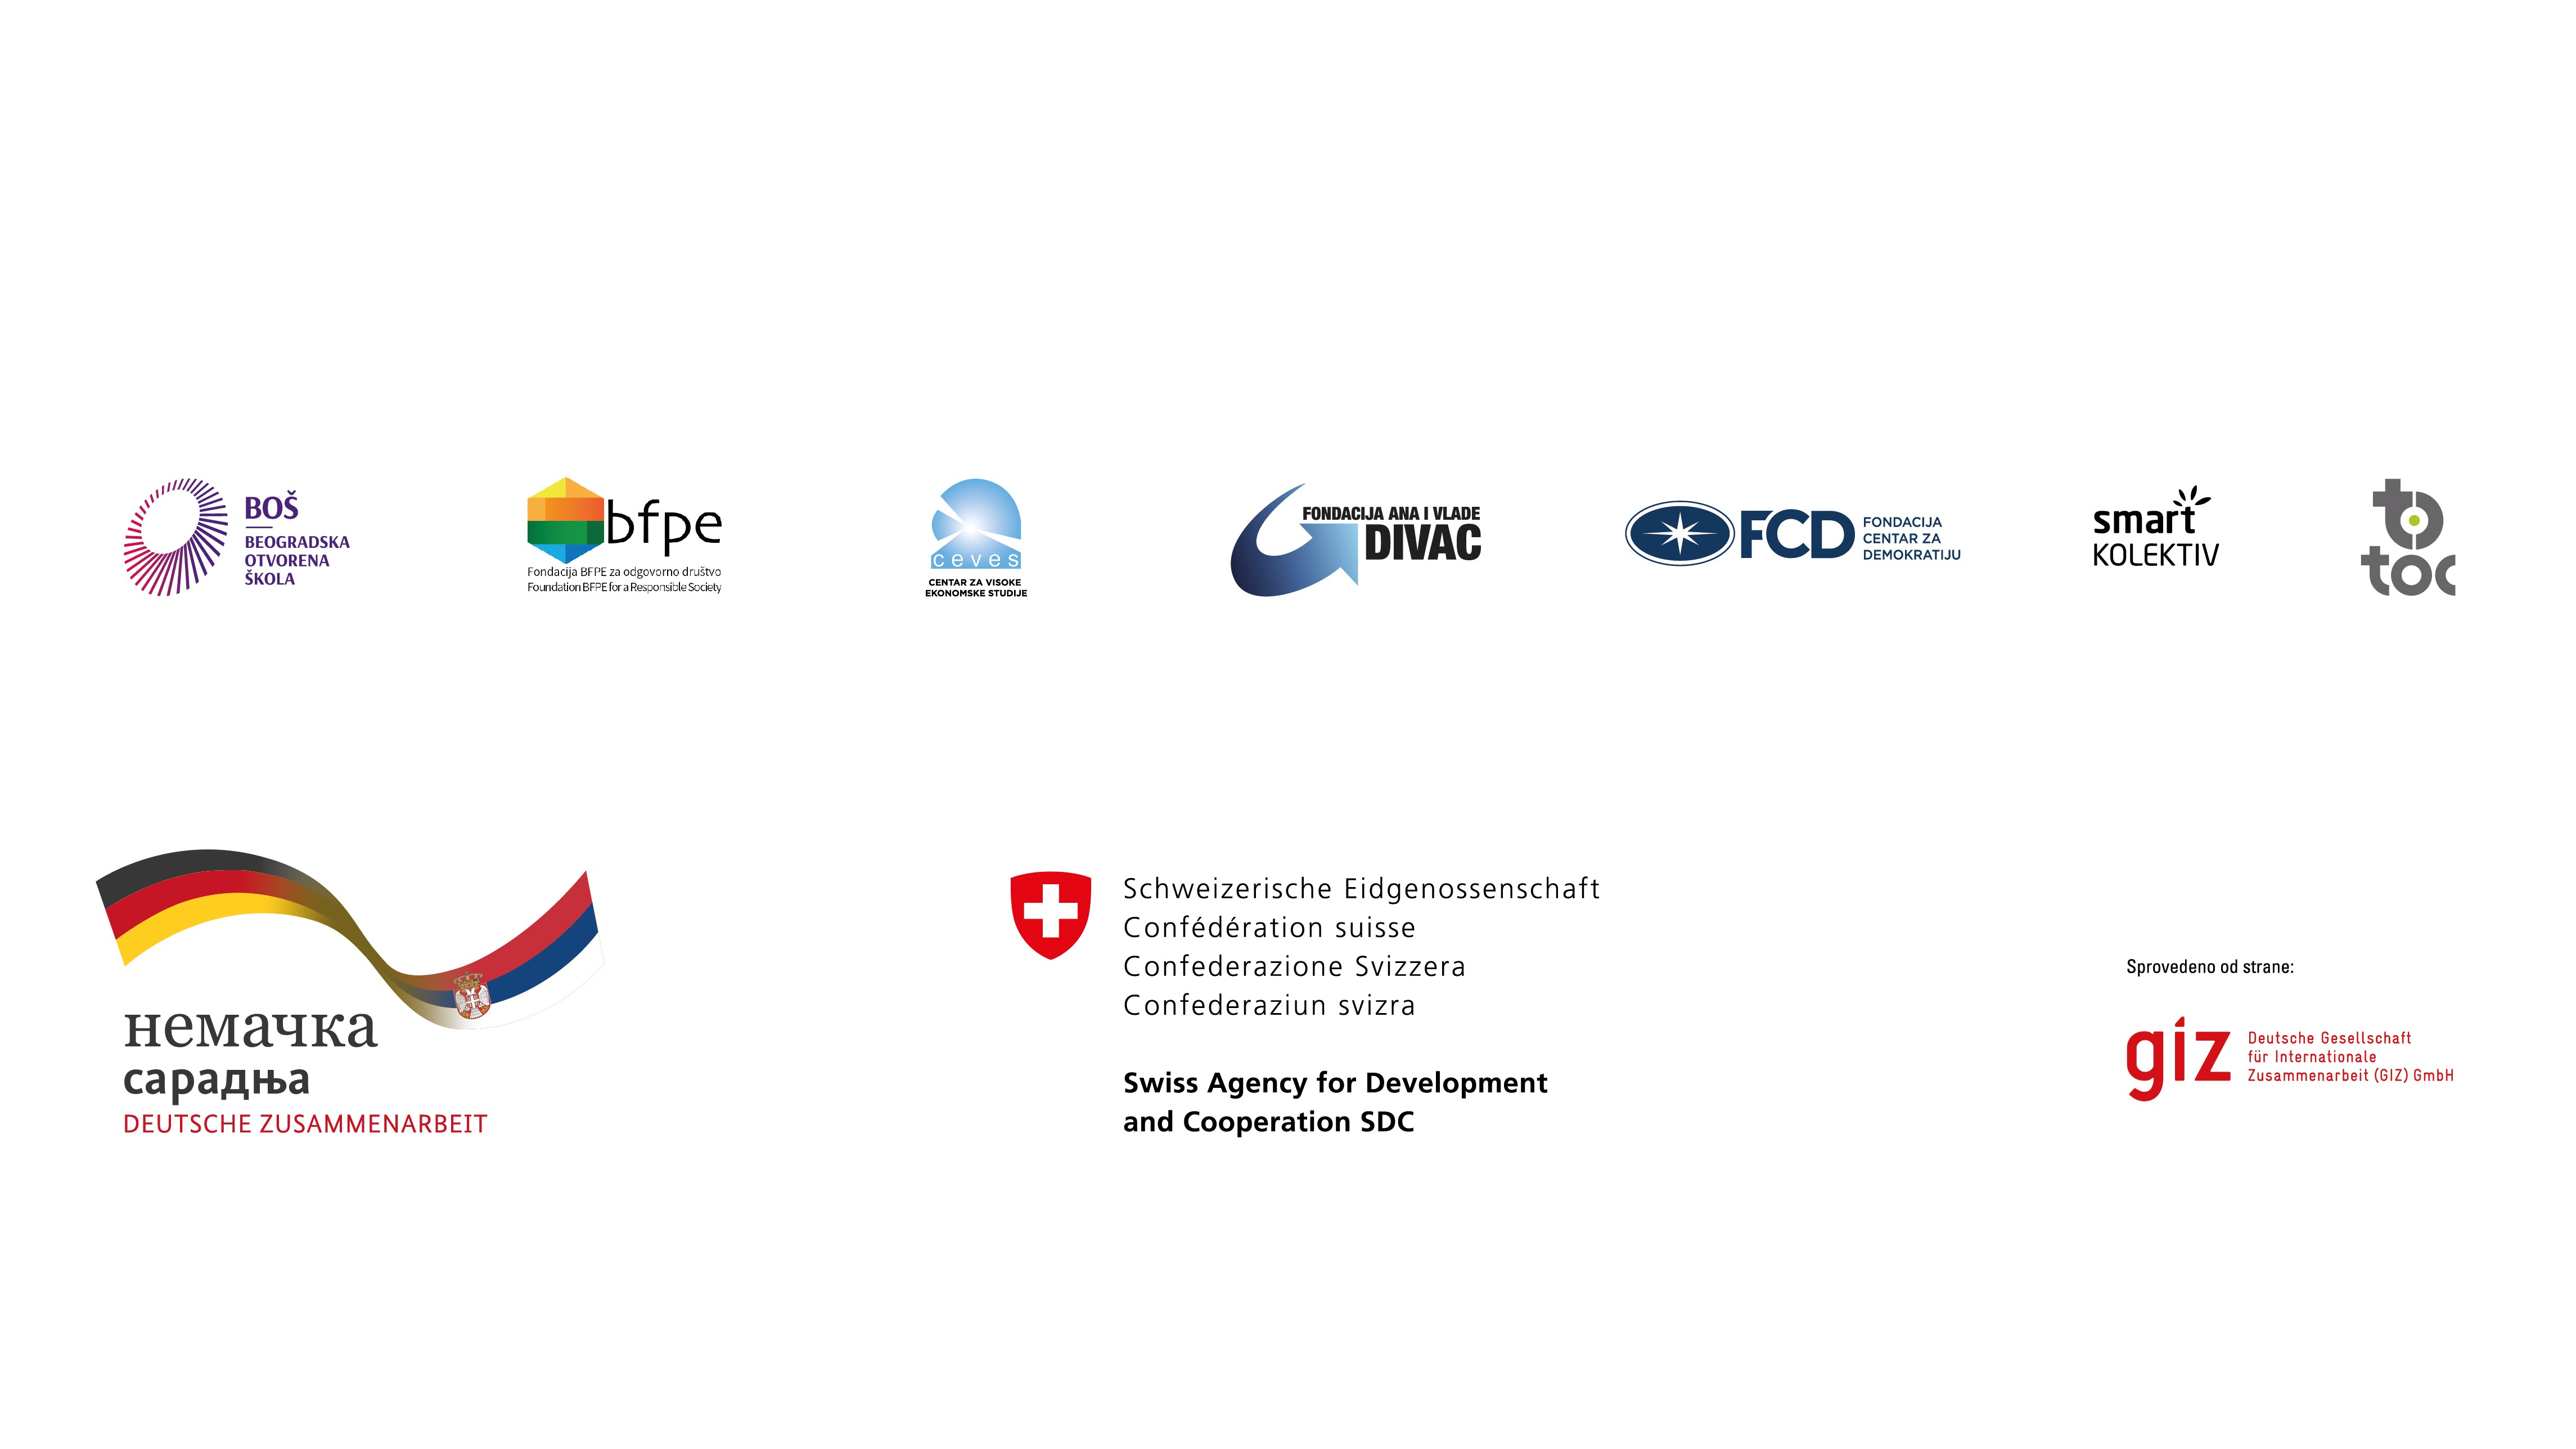 BOŠ
BEOGRADSKA
OTVORENA
ŠKOLA
bfpe
Fondacija BFPE za odgovorno društvo
Foundation BFPE for a Responsible Society
ceves
CENTAR ZA VISOKE
EKONOMSKE STUDIJE
FONDACIJA ANA I VLADE
DIVAC
FCD
FONDACIJA
CENTAR ZA
DEMOKRATIJU
smart
KOLEKTIV
toc
немачка
сарадња
DEUTSCHE ZUSAMMENARBEIT
Schweizerische Eidgenossenschaft
Confédération suisse
Confederazione Svizzera
Confederaziun svizra
Swiss Agency for Development
and Cooperation SDC
Sprovedeno od strane:
giz
Deutsche Gesellschaft
für Internationale
Zusammenarbeit (GIZ) GmbH